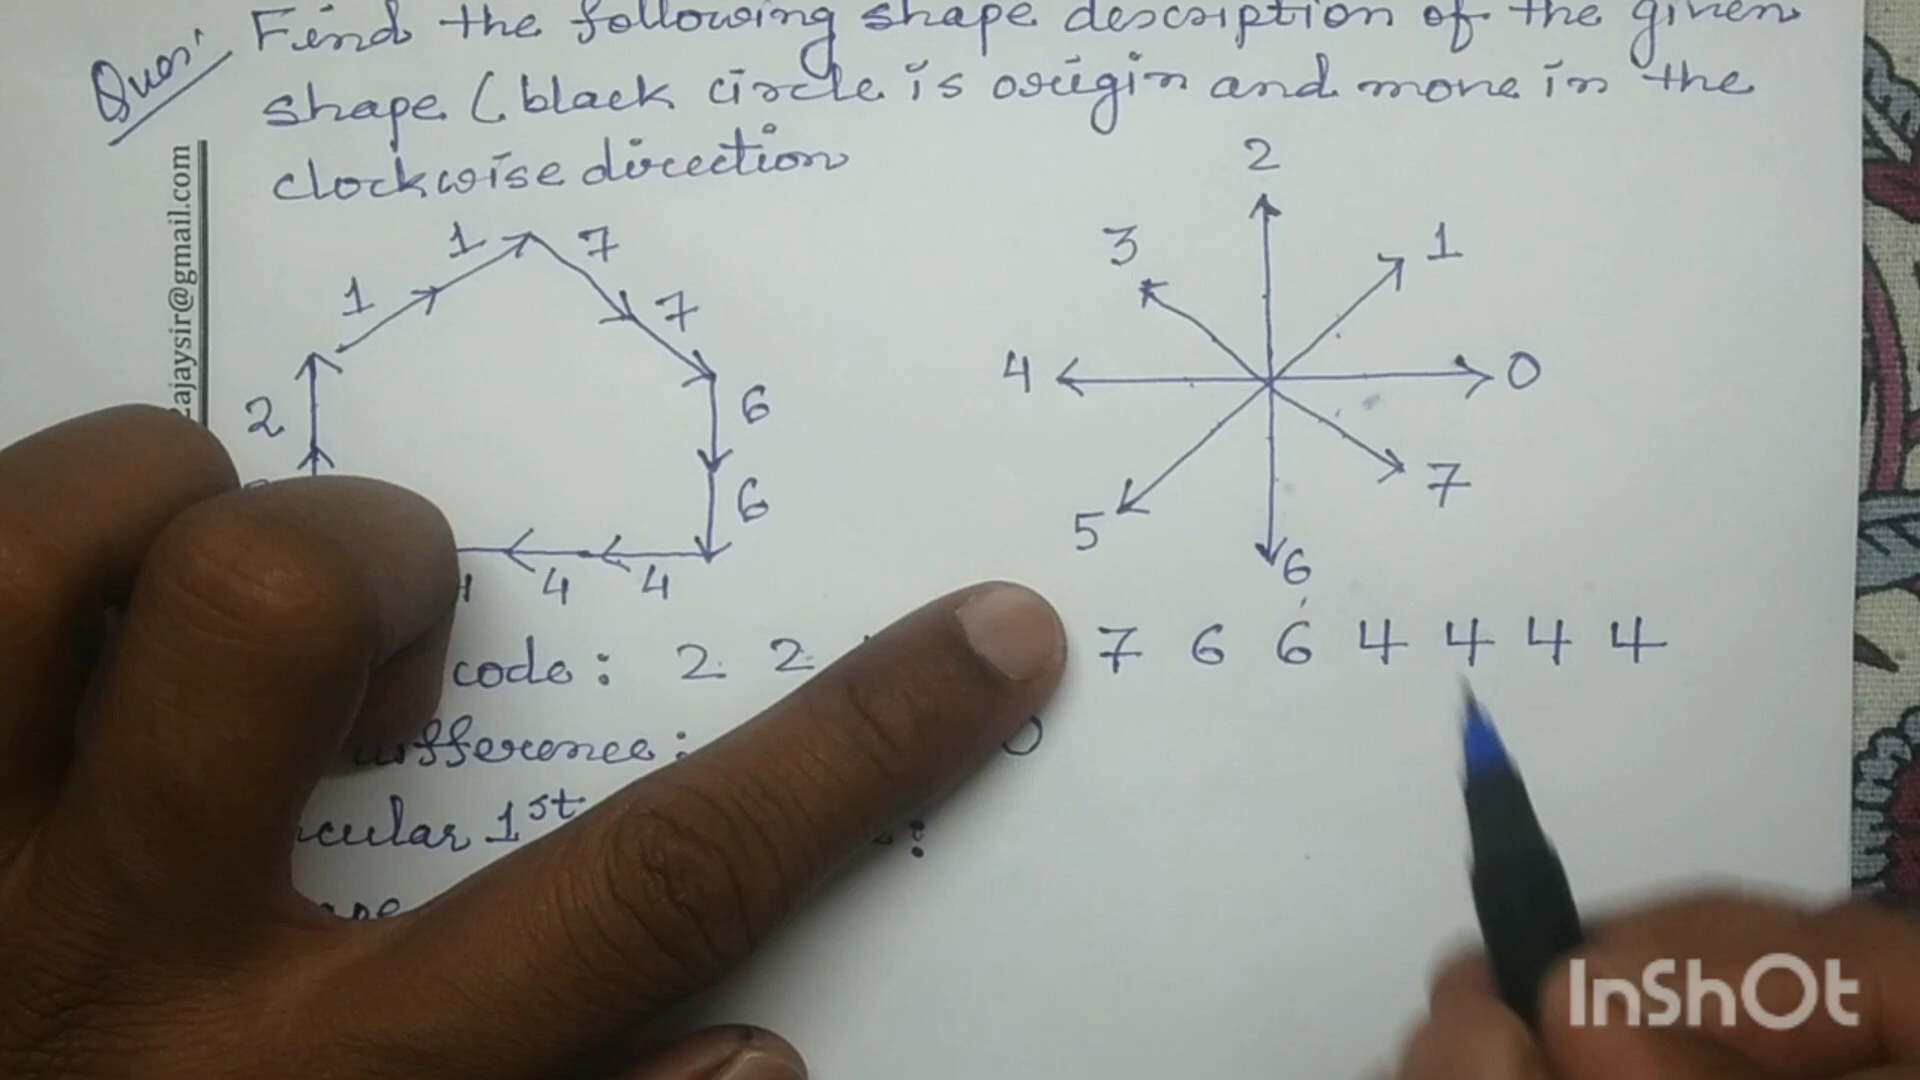 Ques: Find the following shape description of the given
shape (black circle is origin and move in the
clockwise direction
ajaysir@gmail.com
2
3
1
4
0
5
7
6
1
1
7
7
2
6
6
4
4
code: 2 2 7 6 6 4 4 4 4
difference: 0
1st :
InShOt